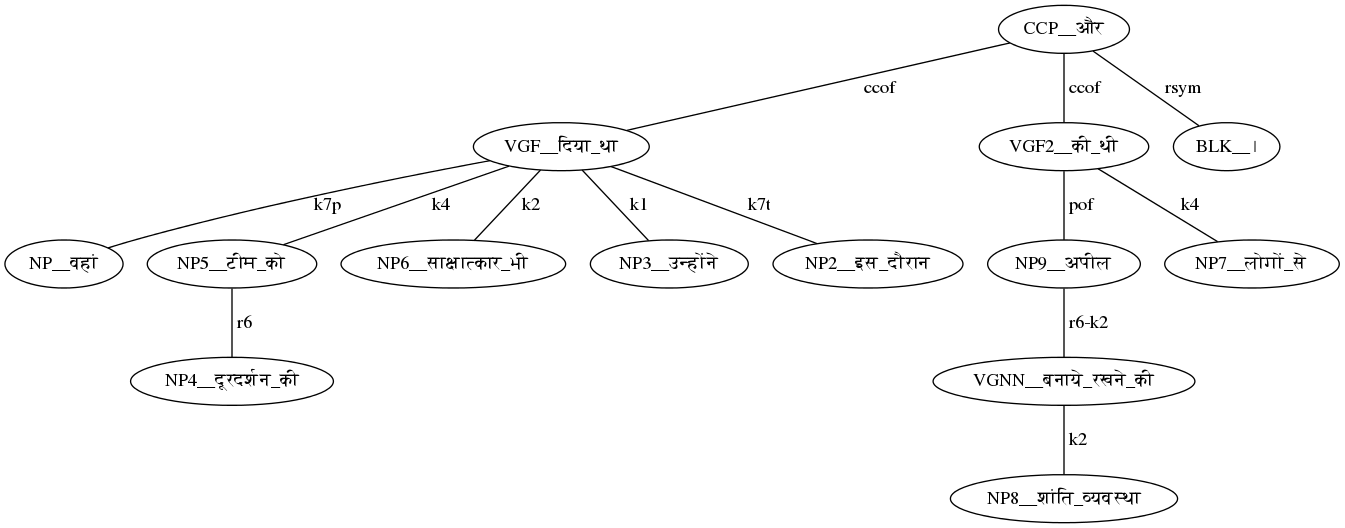 CCP__और
ccof ccof rsym
VGF__दिया_था VGF2__की_थी BLK__।
k7p k4 k2 k1 k7t pof k4
NP__वहां NP5__टीम_को NP6__साक्षात्कार_भी NP3__उन्होंने NP2__इस_दौरान NP9__अपील NP7__लोगों_से
r6 r6-k2
NP4__दूरदर्शन_की VGNN__बनाये_रखने_की
k2
NP8__शांति_व्यवस्था